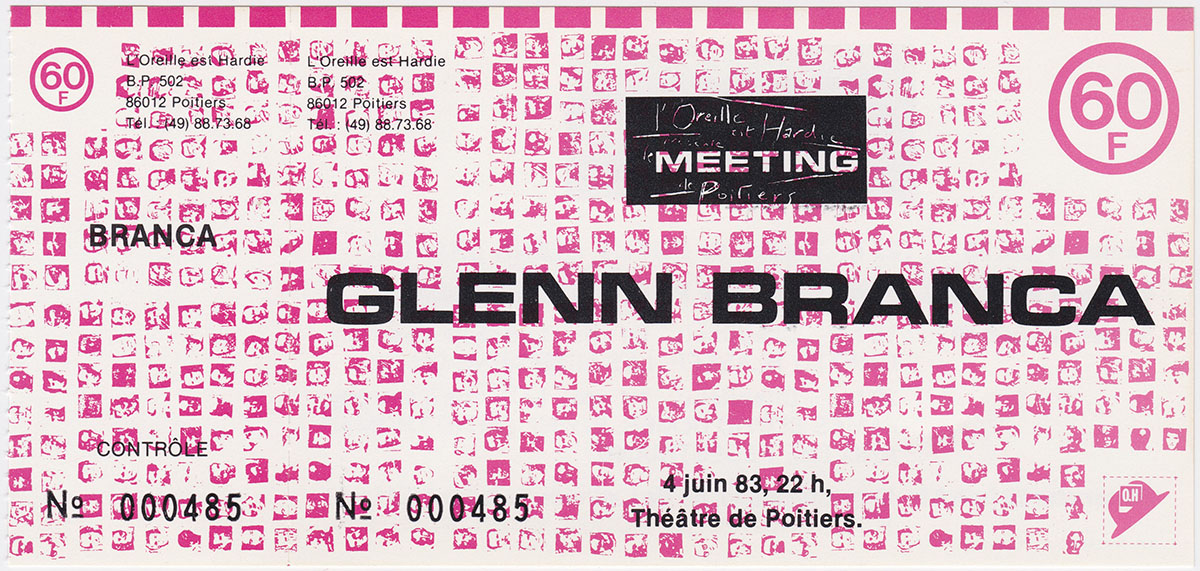 60
F
L'Oreille est Hardie
B.P. 502
86012 Poitiers
Tél. : (49) 88.73.68
L'Oreille est Hardie
B.P. 502
86012 Poitiers
Tél. : (49) 88.73.68
l'Oreille est Hardie
le MEETING
de Poitiers
60
F
BRANCA
GLENN BRANCA
CONTRÔLE
Nº 000485
Nº 000485
4 juin 83, 22 h,
Théâtre de Poitiers.
O.H